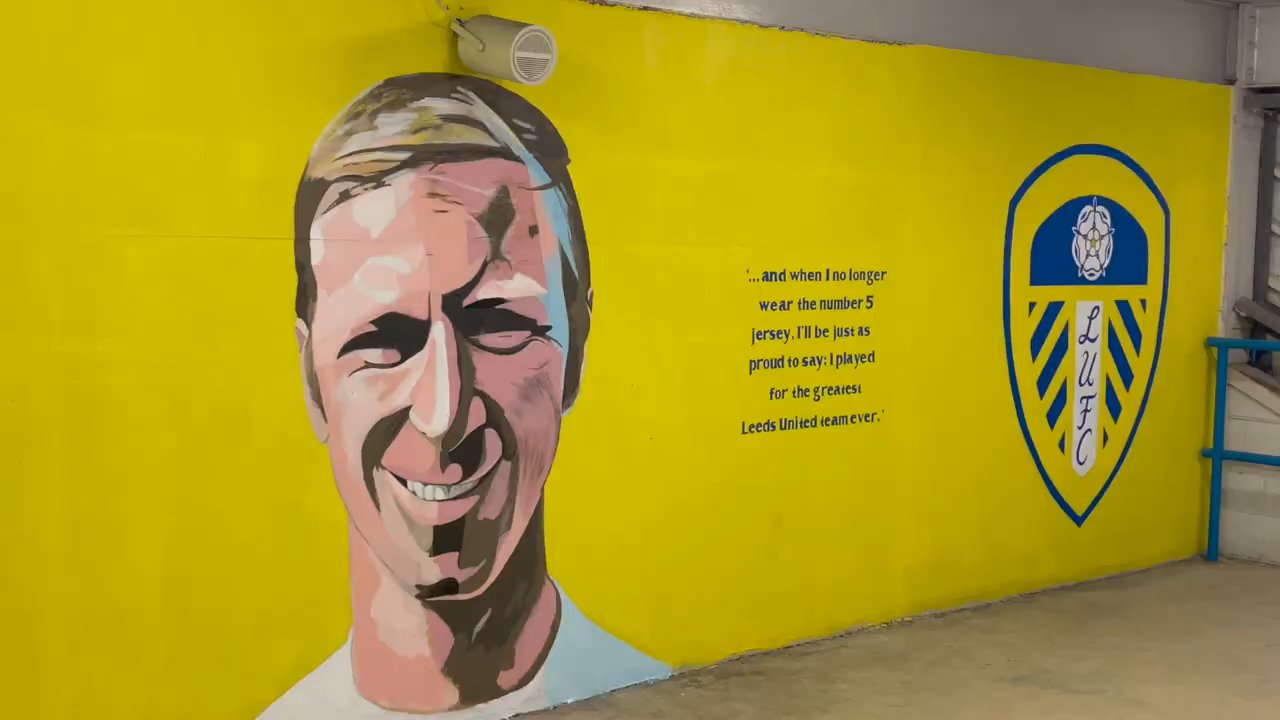 ‘...and when I no longer
wear the number 5
jersey, I'll be just as
proud to say: I played
for the greatest
Leeds United team ever.’
LUFC